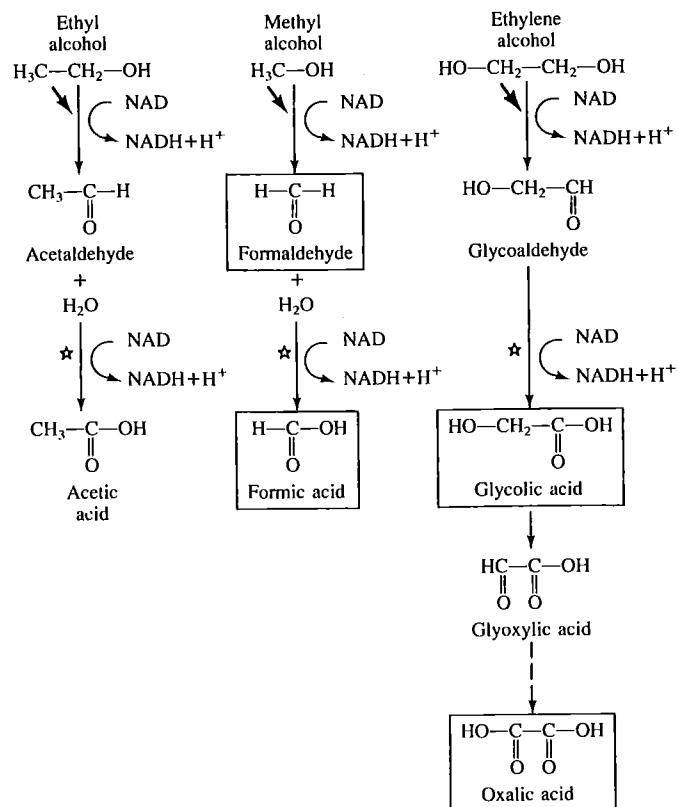 Ethyl
alcohol
H₃C—CH₂—OH
NAD
NADH+H⁺
CH₃—C—H
O
Acetaldehyde
+
H₂O
NAD
NADH+H⁺
CH₃—C—OH
O
Acetic
acid
Methyl
alcohol
H₃C—OH
NAD
NADH+H⁺
H—C—H
O
Formaldehyde
+
H₂O
NAD
NADH+H⁺
H—C—OH
O
Formic acid
Ethylene
alcohol
HO—CH₂—CH₂—OH
NAD
NADH+H⁺
HO—CH₂—CH
O
Glycoaldehyde
NAD
NADH+H⁺
HO—CH₂—C—OH
O
Glycolic acid
HC—C—OH
O O
Glyoxylic acid
HO—C—C—OH
O O
Oxalic acid